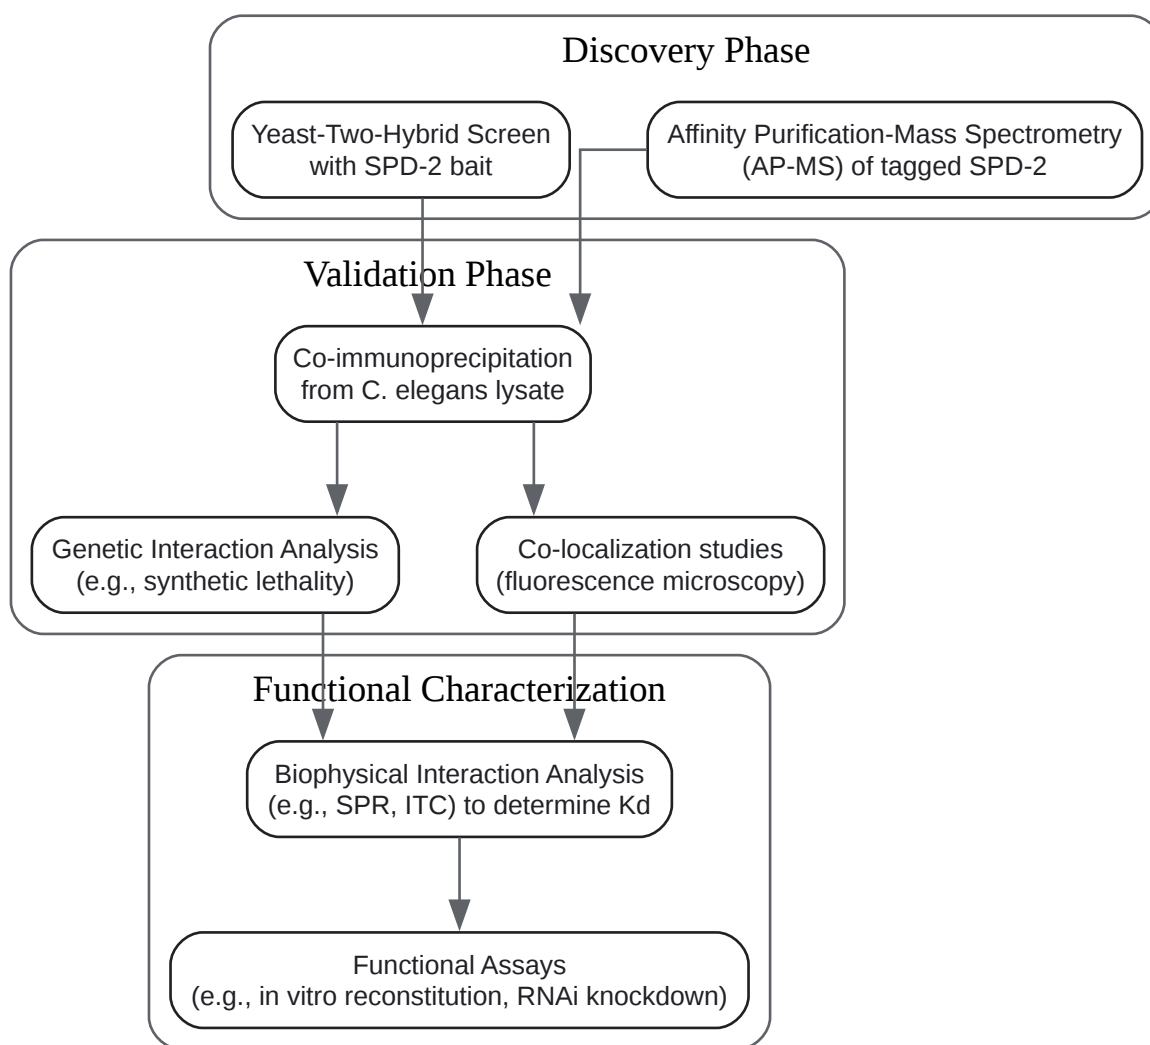 Discovery Phase
Yeast-Two-Hybrid Screen
with SPD-2 bait
Affinity Purification-Mass Spectrometry
(AP-MS) of tagged SPD-2
Validation Phase
Co-immunoprecipitation
from C. elegans lysate
Genetic Interaction Analysis
(e.g., synthetic lethality)
Co-localization studies
(fluorescence microscopy)
Functional Characterization
Biophysical Interaction Analysis
(e.g., SPR, ITC) to determine Kd
Functional Assays
(e.g., in vitro reconstitution, RNAi knockdown)